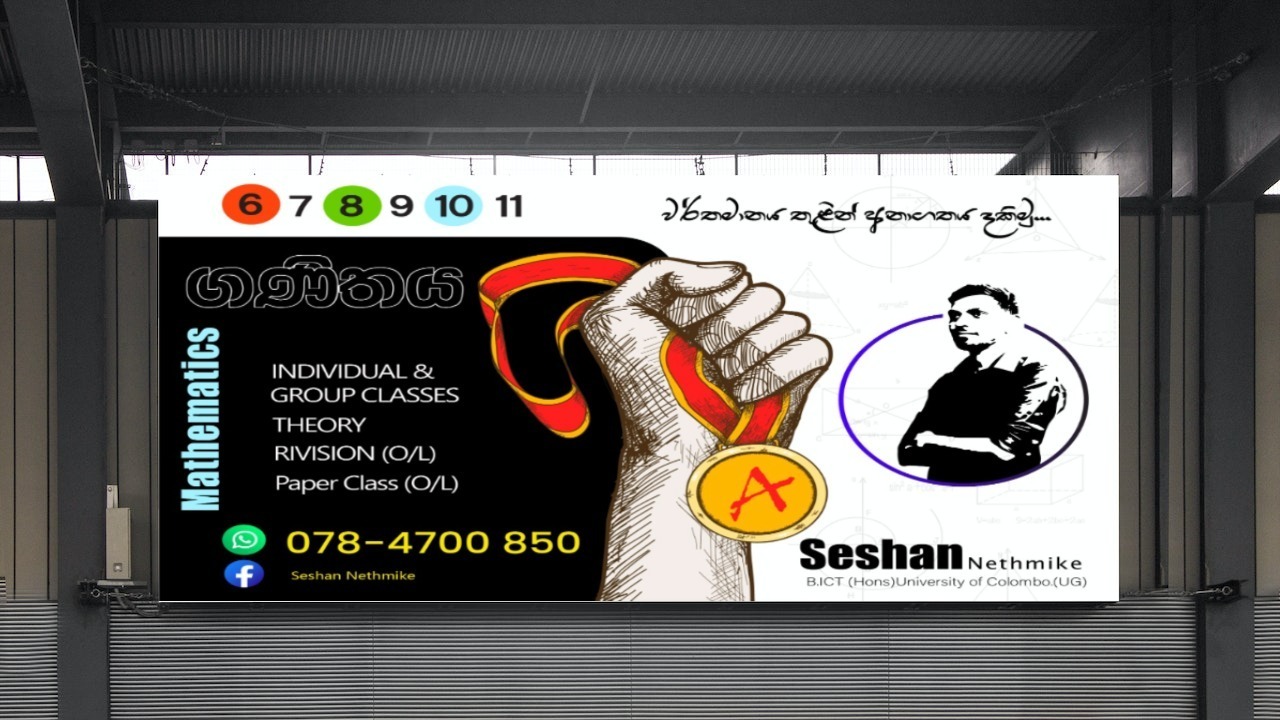 6 7 8 9 10 11
වර්තමානය තුළින් අනාගතය දකිමු...
ගණිතය
Mathematics
INDIVIDUAL &
GROUP CLASSES
THEORY
RIVISION (O/L)
Paper Class (O/L)
078-4700 850
Seshan Nethmike
A
Seshan Nethmike
B.ICT (Hons)University of Colombo.(UG)